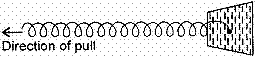 Direction of pull